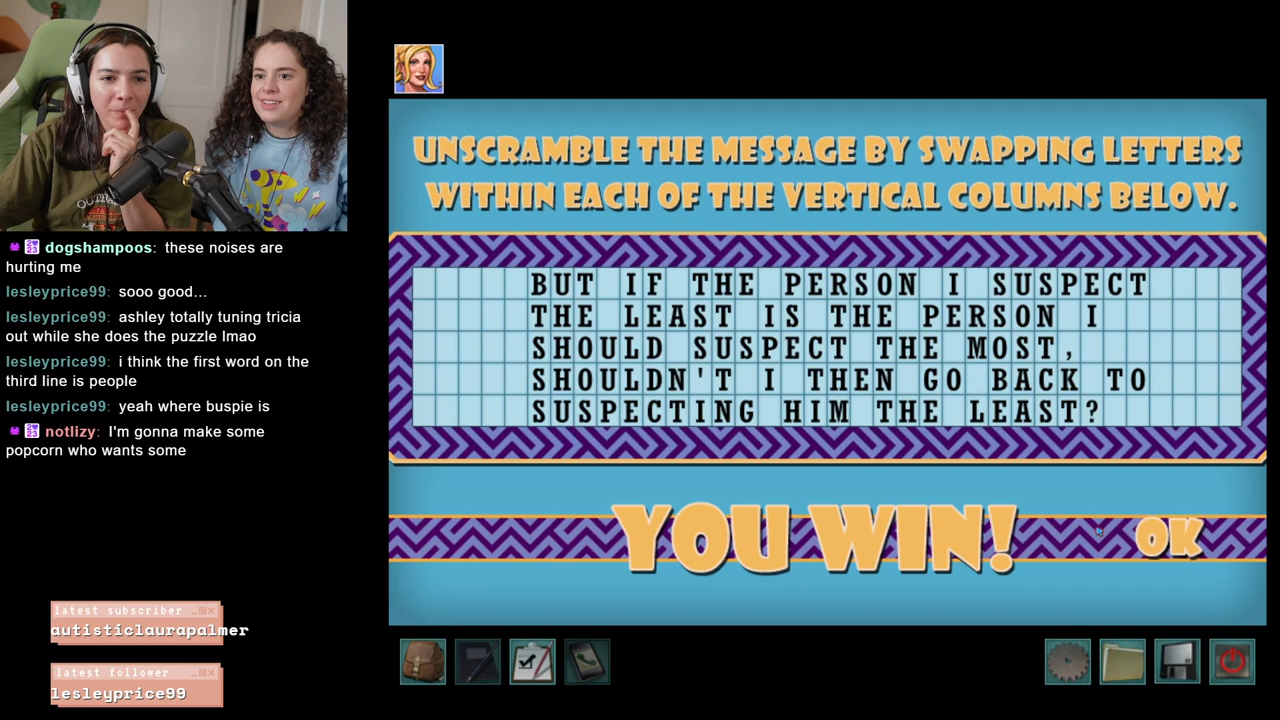 dogshampoos: these noises are
hurting me
lesleyprice99: sooo good...
lesleyprice99: ashley totally tuning tricia
out while she does the puzzle lmao
lesleyprice99: i think the first word on the
third line is people
lesleyprice99: yeah where buspie is
notlizy: I'm gonna make some
popcorn who wants some
latest subscriber
autisticlaurapalmer
latest follower
lesleyprice99
UNSCRAMBLE THE MESSAGE BY SWAPPING LETTERS
WITHIN EACH OF THE VERTICAL COLUMNS BELOW.
BUT IF THE PERSON I SUSPECT
THE LEAST IS THE PERSON I
SHOULD SUSPECT THE MOST,
SHOULDN'T I THEN GO BACK TO
SUSPECTING HIM THE LEAST?
YOU WIN!
OK